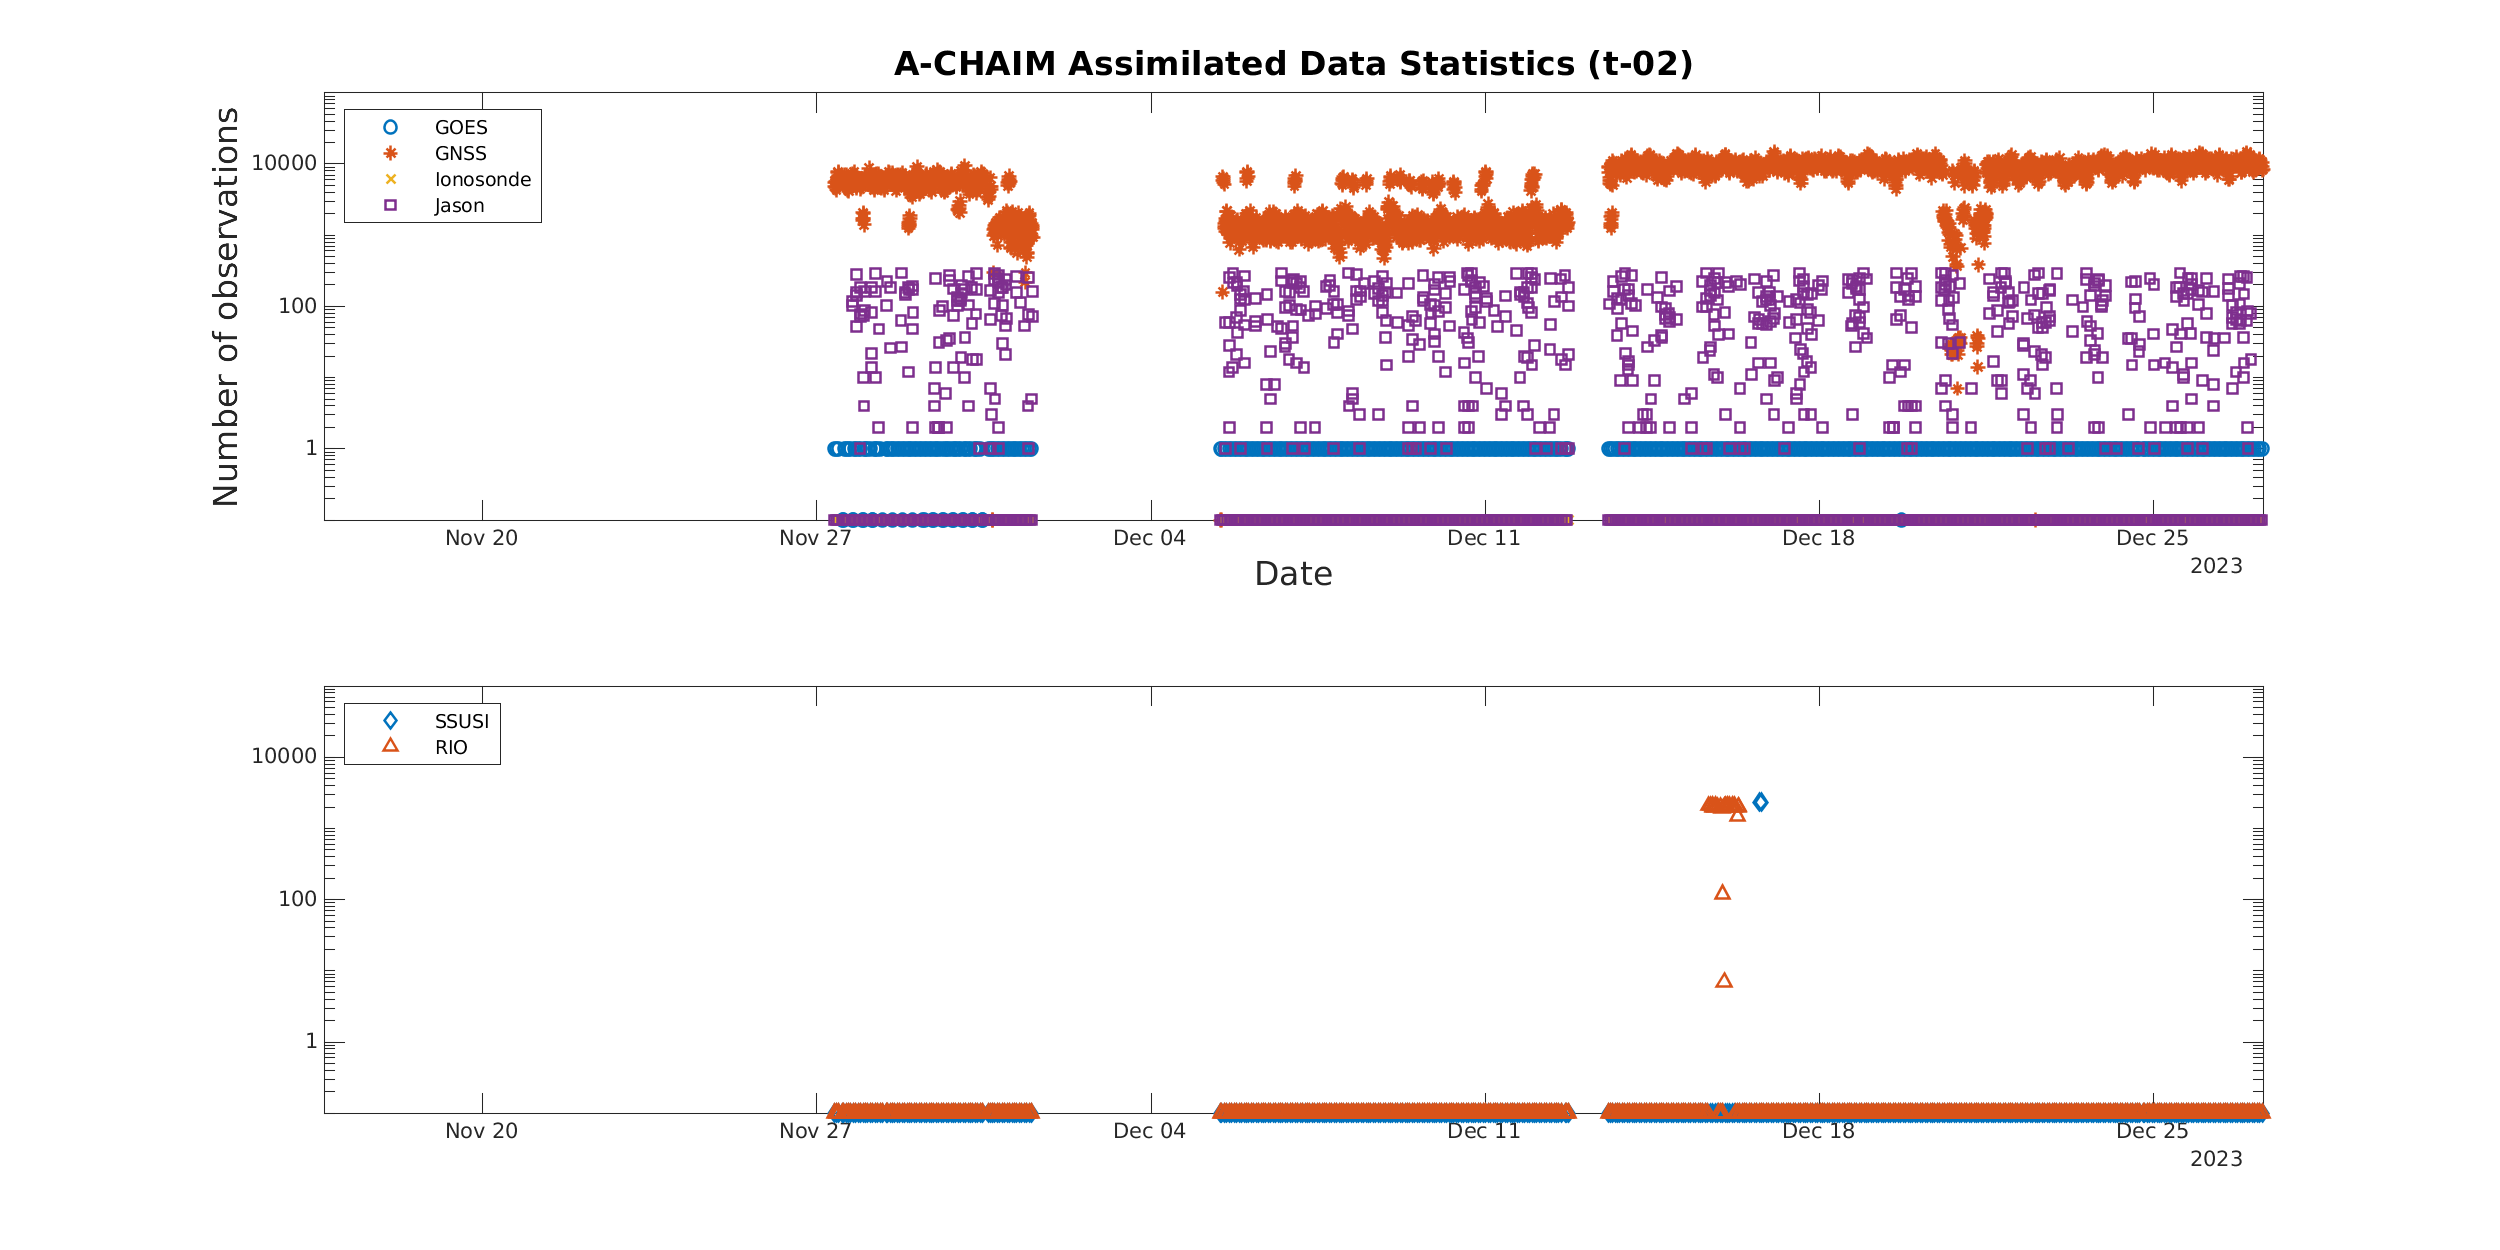 A-CHAIM Assimilated Data Statistics (t-02)
Number of observations
10000
100
1
GOES
GNSS
Ionosonde
Jason
Nov 20 Nov 27 Dec 04 Dec 11 Dec 18 Dec 25
2023
Date
10000
100
1
SSUSI
RIO
Nov 20 Nov 27 Dec 04 Dec 11 Dec 18 Dec 25
2023